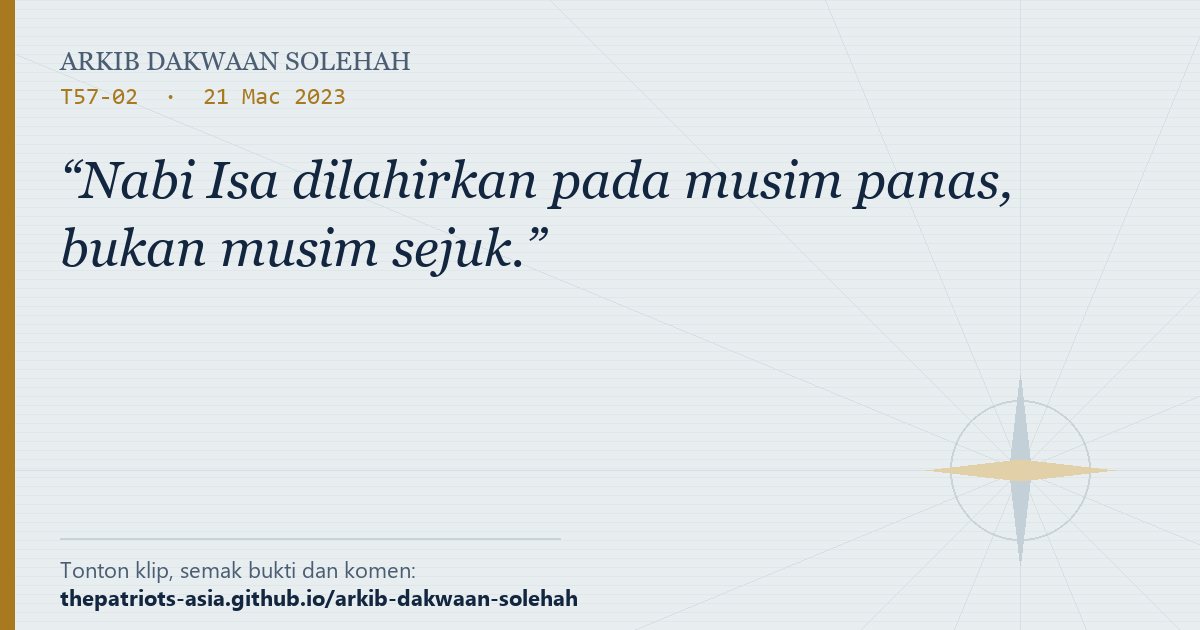 ARKIB DAKWAAN SOLEHAH
T57-02 · 21 Mac 2023
“Nabi Isa dilahirkan pada musim panas,
bukan musim sejuk.”
Tonton klip, semak bukti dan komen:
thepatriots-asia.github.io/arkib-dakwaan-solehah